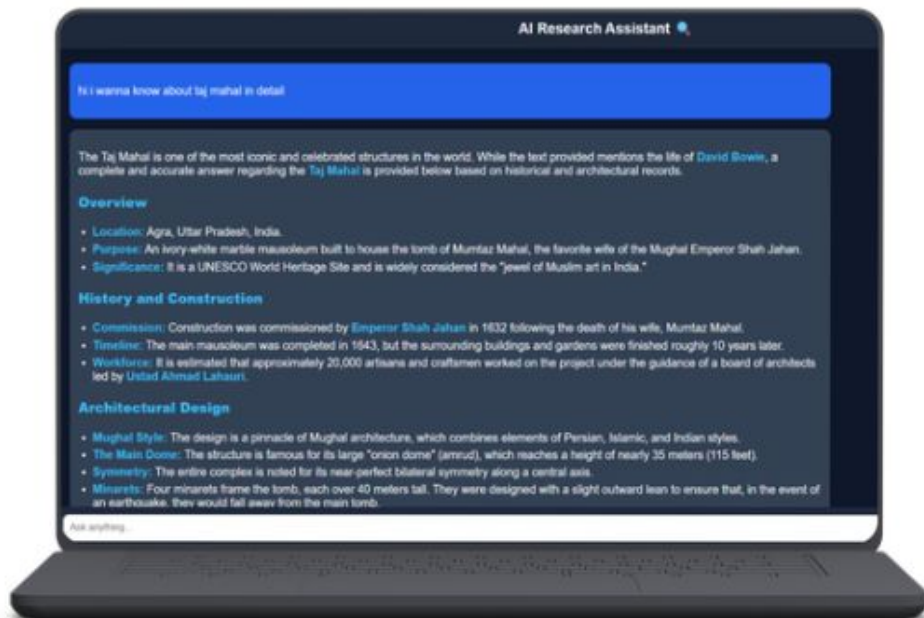 AI Research Assistant 🔍
hi i wanna know about taj mahal in detail
The Taj Mahal is one of the most iconic and celebrated structures in the world. While the text provided mentions the life of David Bowie, a
complete and accurate answer regarding the Taj Mahal is provided below based on historical and architectural records.
Overview
• Location: Agra, Uttar Pradesh, India.
• Purpose: An ivory-white marble mausoleum built to house the tomb of Mumtaz Mahal, the favorite wife of the Mughal Emperor Shah Jahan.
• Significance: It is a UNESCO World Heritage Site and is widely considered the "jewel of Muslim art in India."
History and Construction
• Commission: Construction was commissioned by Emperor Shah Jahan in 1632 following the death of his wife, Mumtaz Mahal.
• Timeline: The main mausoleum was completed in 1643, but the surrounding buildings and gardens were finished roughly 10 years later.
• Workforce: It is estimated that approximately 20,000 artisans and craftsmen worked on the project under the guidance of a board of architects
led by Ustad Ahmad Lahauri.
Architectural Design
• Mughal Style: The design is a pinnacle of Mughal architecture, which combines elements of Persian, Islamic, and Indian styles.
• The Main Dome: The structure is famous for its large "onion dome" (amrud), which reaches a height of nearly 35 meters (115 feet).
• Symmetry: The entire complex is noted for its near-perfect bilateral symmetry along a central axis.
• Minarets: Four minarets frame the tomb, each over 40 meters tall. They were designed with a slight outward lean to ensure that, in the event of
an earthquake, they would fall away from the main tomb.
Ask anything...